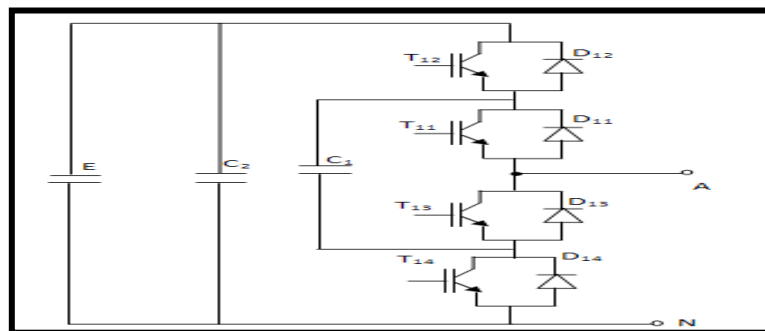 T₁₂
D₁₂
T₁₁
D₁₁
E
C₂
C₁
A
T₁₃
D₁₃
T₁₄
D₁₄
N